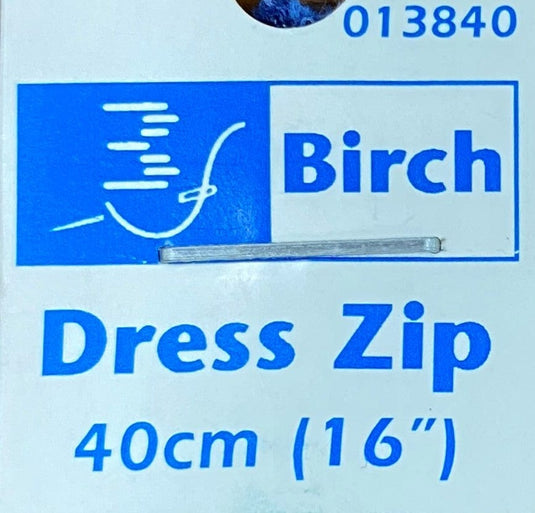 013840
Birch
Dress Zip
40cm (16″)